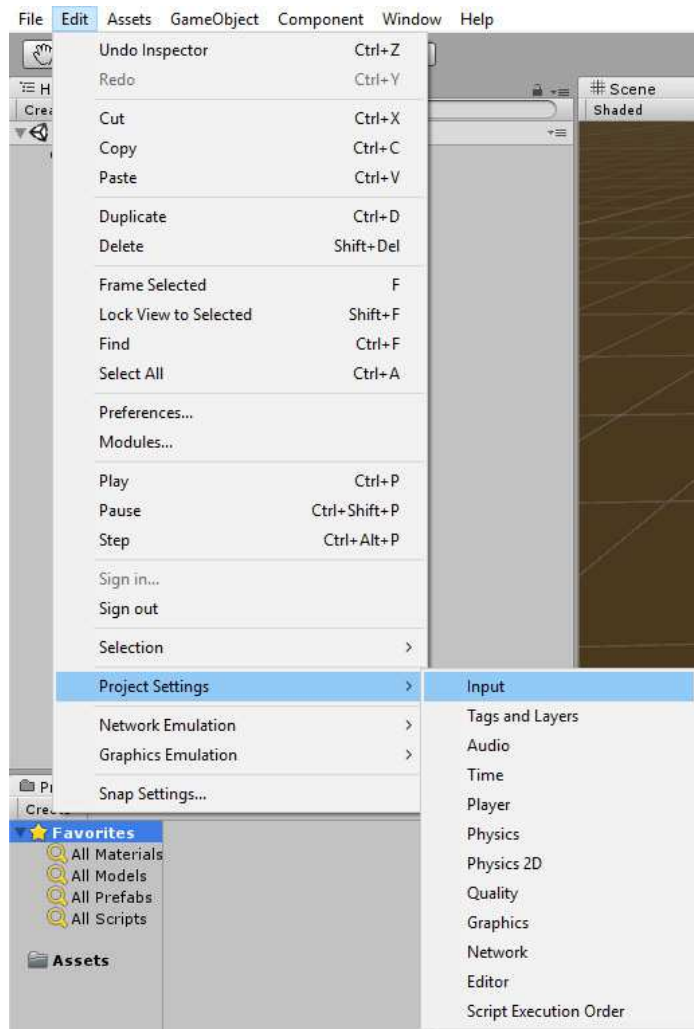 File Edit Assets GameObject Component Window Help
Undo Inspector Ctrl+Z
Redo Ctrl+Y
Cut Ctrl+X
Copy Ctrl+C
Paste Ctrl+V
Duplicate Ctrl+D
Delete Shift+Del
Frame Selected F
Lock View to Selected Shift+F
Find Ctrl+F
Select All Ctrl+A
Preferences...
Modules...
Play Ctrl+P
Pause Ctrl+Shift+P
Step Ctrl+Alt+P
Sign in...
Sign out
Selection >
Project Settings >
Network Emulation >
Graphics Emulation >
Snap Settings...
Input
Tags and Layers
Audio
Time
Player
Physics
Physics 2D
Quality
Graphics
Network
Editor
Script Execution Order
Scene
Shaded
Favorites
All Materials
All Models
All Prefabs
All Scripts
Assets